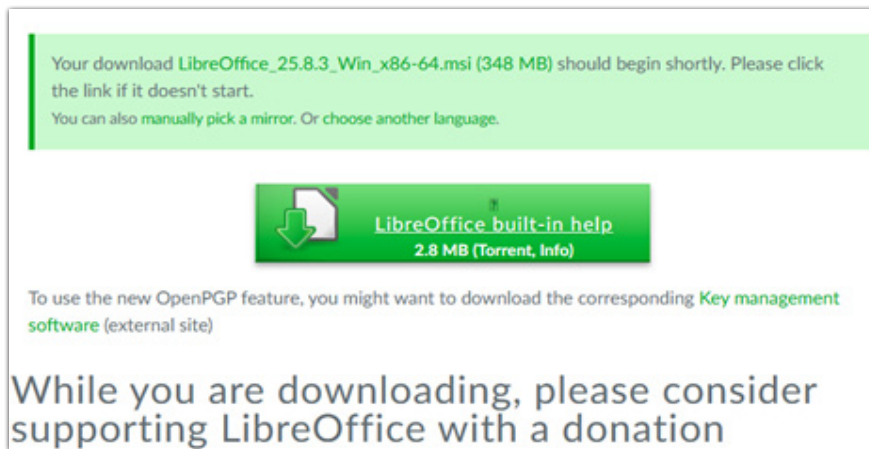 Your download LibreOffice_25.8.3_Win_x86-64.msi (348 MB) should begin shortly. Please click
the link if it doesn't start.
You can also manually pick a mirror. Or choose another language.
LibreOffice built-in help
2.8 MB (Torrent, Info)
To use the new OpenPGP feature, you might want to download the corresponding Key management
software (external site)
While you are downloading, please consider
supporting LibreOffice with a donation